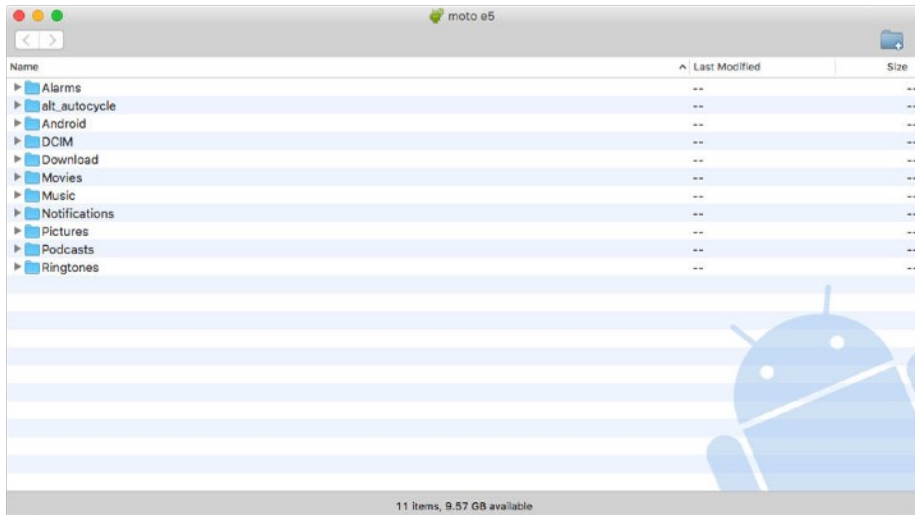 moto e5
Name Last Modified Size
Alarms -- --
alt_autocycle -- --
Android -- --
DCIM -- --
Download -- --
Movies -- --
Music -- --
Notifications -- --
Pictures -- --
Podcasts -- --
Ringtones -- --
11 items, 9.57 GB available